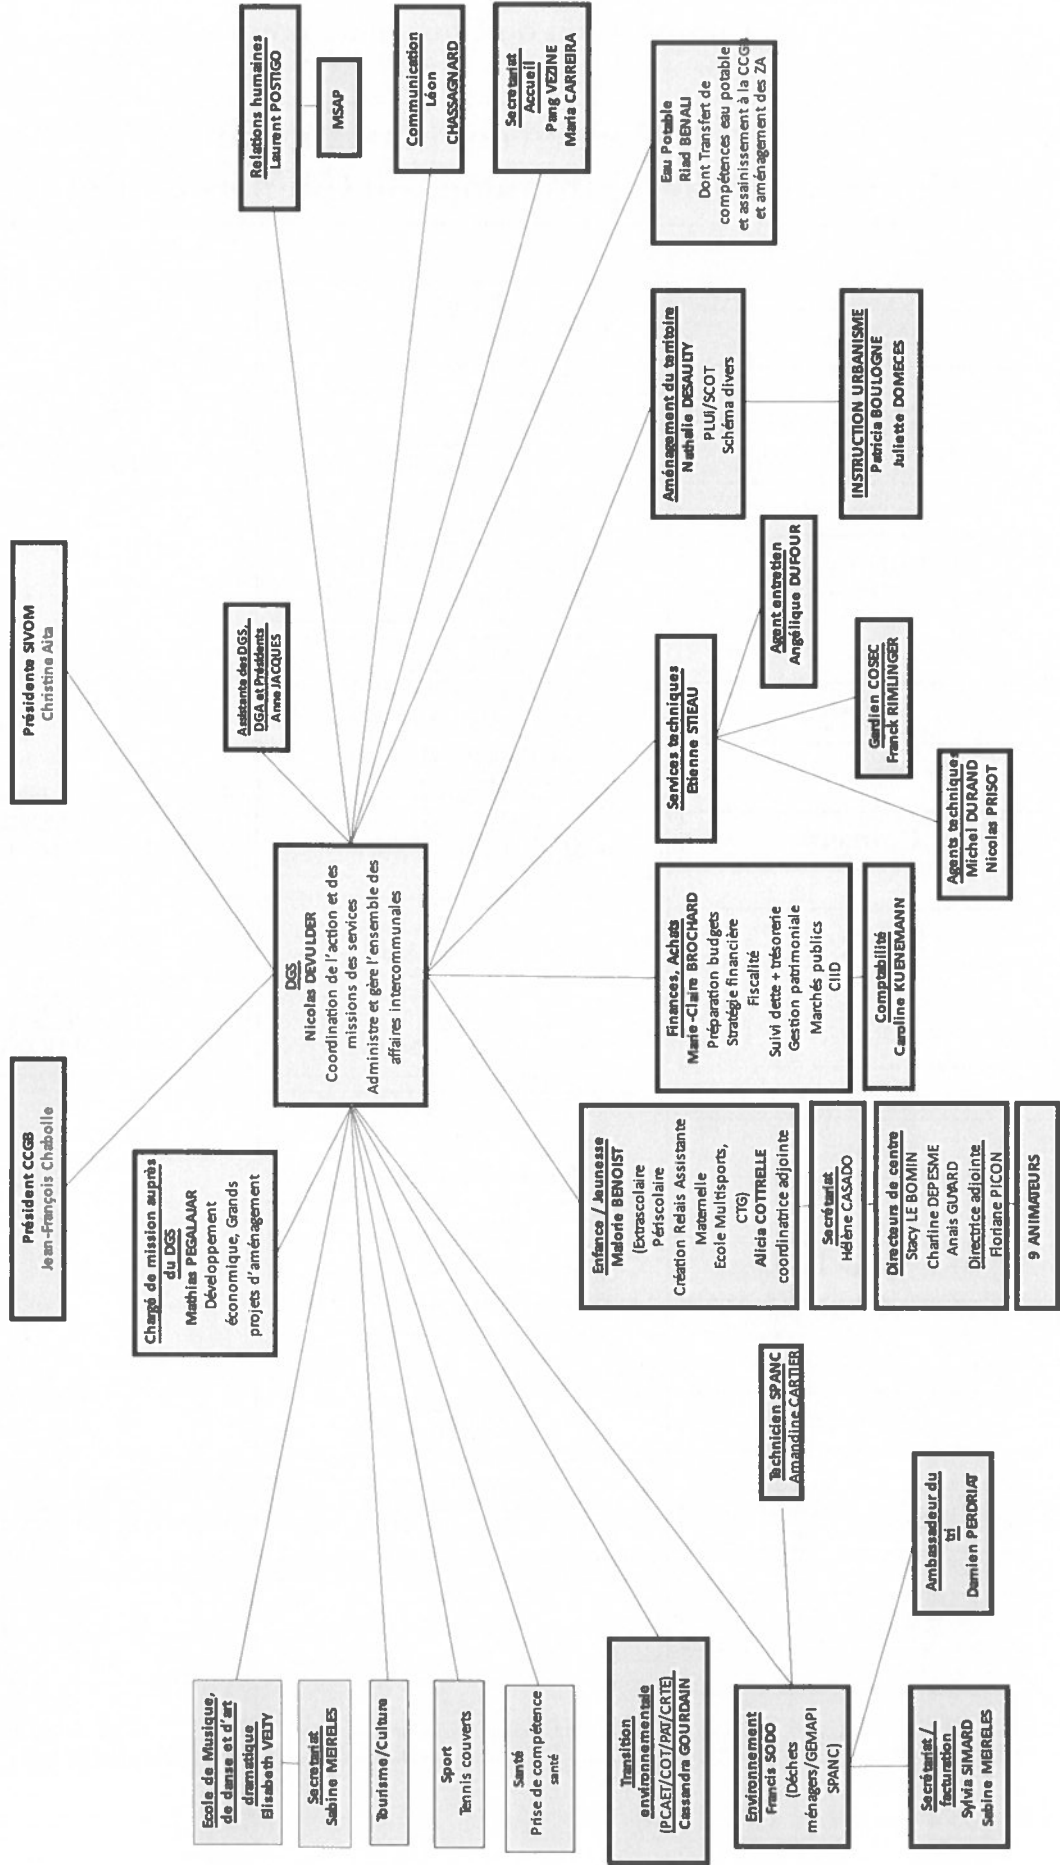 Président CCGB
Jean-François Chabolle
Présidente SIVOM
Christine Aita
Chargé de mission auprès
du DGS
Mathias PEGALAJAR
Développement
économique, Grands
projets d'aménagement
DGS
Nicolas DEVULDER
Coordination de l'action et des
missions des services
Administre et gère l'ensemble des
affaires intercommunales
Assistante des DGS,
DGA et Présidents
Anne JACQUES
Relations humaines
Laurent POSTIGO
MSAP
Communication
Léon
CHASSAGNARD
Secretariat
Accueil
Pang VEZINE
Maria CARREIRA
Ecole de Musique,
de danse et d'art
dramatique
Elisabeth VELTY
Secretariat
Sabine MEIRELES
Tourisme/Culture
Sport
Tennis couverts
Santé
Prise de compétence
santé
Transition
environnementale
(PCAET/COT/PAT/CRTE)
Cassandre GOURDAIN
Environnement
Francis SODO
(Déchets
ménagers/GEMAPI
SPANC)
Technicien SPANC
Amandine CARTIER
Ambassadeur du
tri
Damien PERDRIAT
Secrétariat /
facturation
Sylvia SIMARD
Sabine MEIRELES
Enfance / Jeunesse
Malorie BENOIST
(Extrascolaire
Périscolaire
Création Relais Assistante
Maternelle
Ecole Multisports,
CTG)
Alicia COTTRELLE
coordinatrice adjointe
Secrétariat
Hélène CASADO
Directeurs de centre
Stacy LE BOMIN
Charline DEPESME
Anais GUYARD
Directrice adjointe
Floriane PICON
9 ANIMATEURS
Finances, Achats
Marie -Claire BROCHARD
Préparation budgets
Stratégie financière
Fiscalité
Suivi dette + trésorerie
Gestion patrimoniale
Marchés publics
CIID
Comptabilité
Caroline KUENEMANN
Services techniques
Etienne STIEAU
Agent entretien
Angélique DUFOUR
Gardien COSEC
Franck RIMLINGER
Agents techniques
Michel DURAND
Nicolas PRISOT
Aménagement du territoire
Nathalie DESAULTY
PLUi/SCOT
Schéma divers
INSTRUCTION URBANISME
Patricia BOULOGNE
Juliette DOMECES
Eau Potable
Riad BENALI
Dont Transfert de
compétences eau potable
et assainissement à la CCGB
et aménagement des ZA